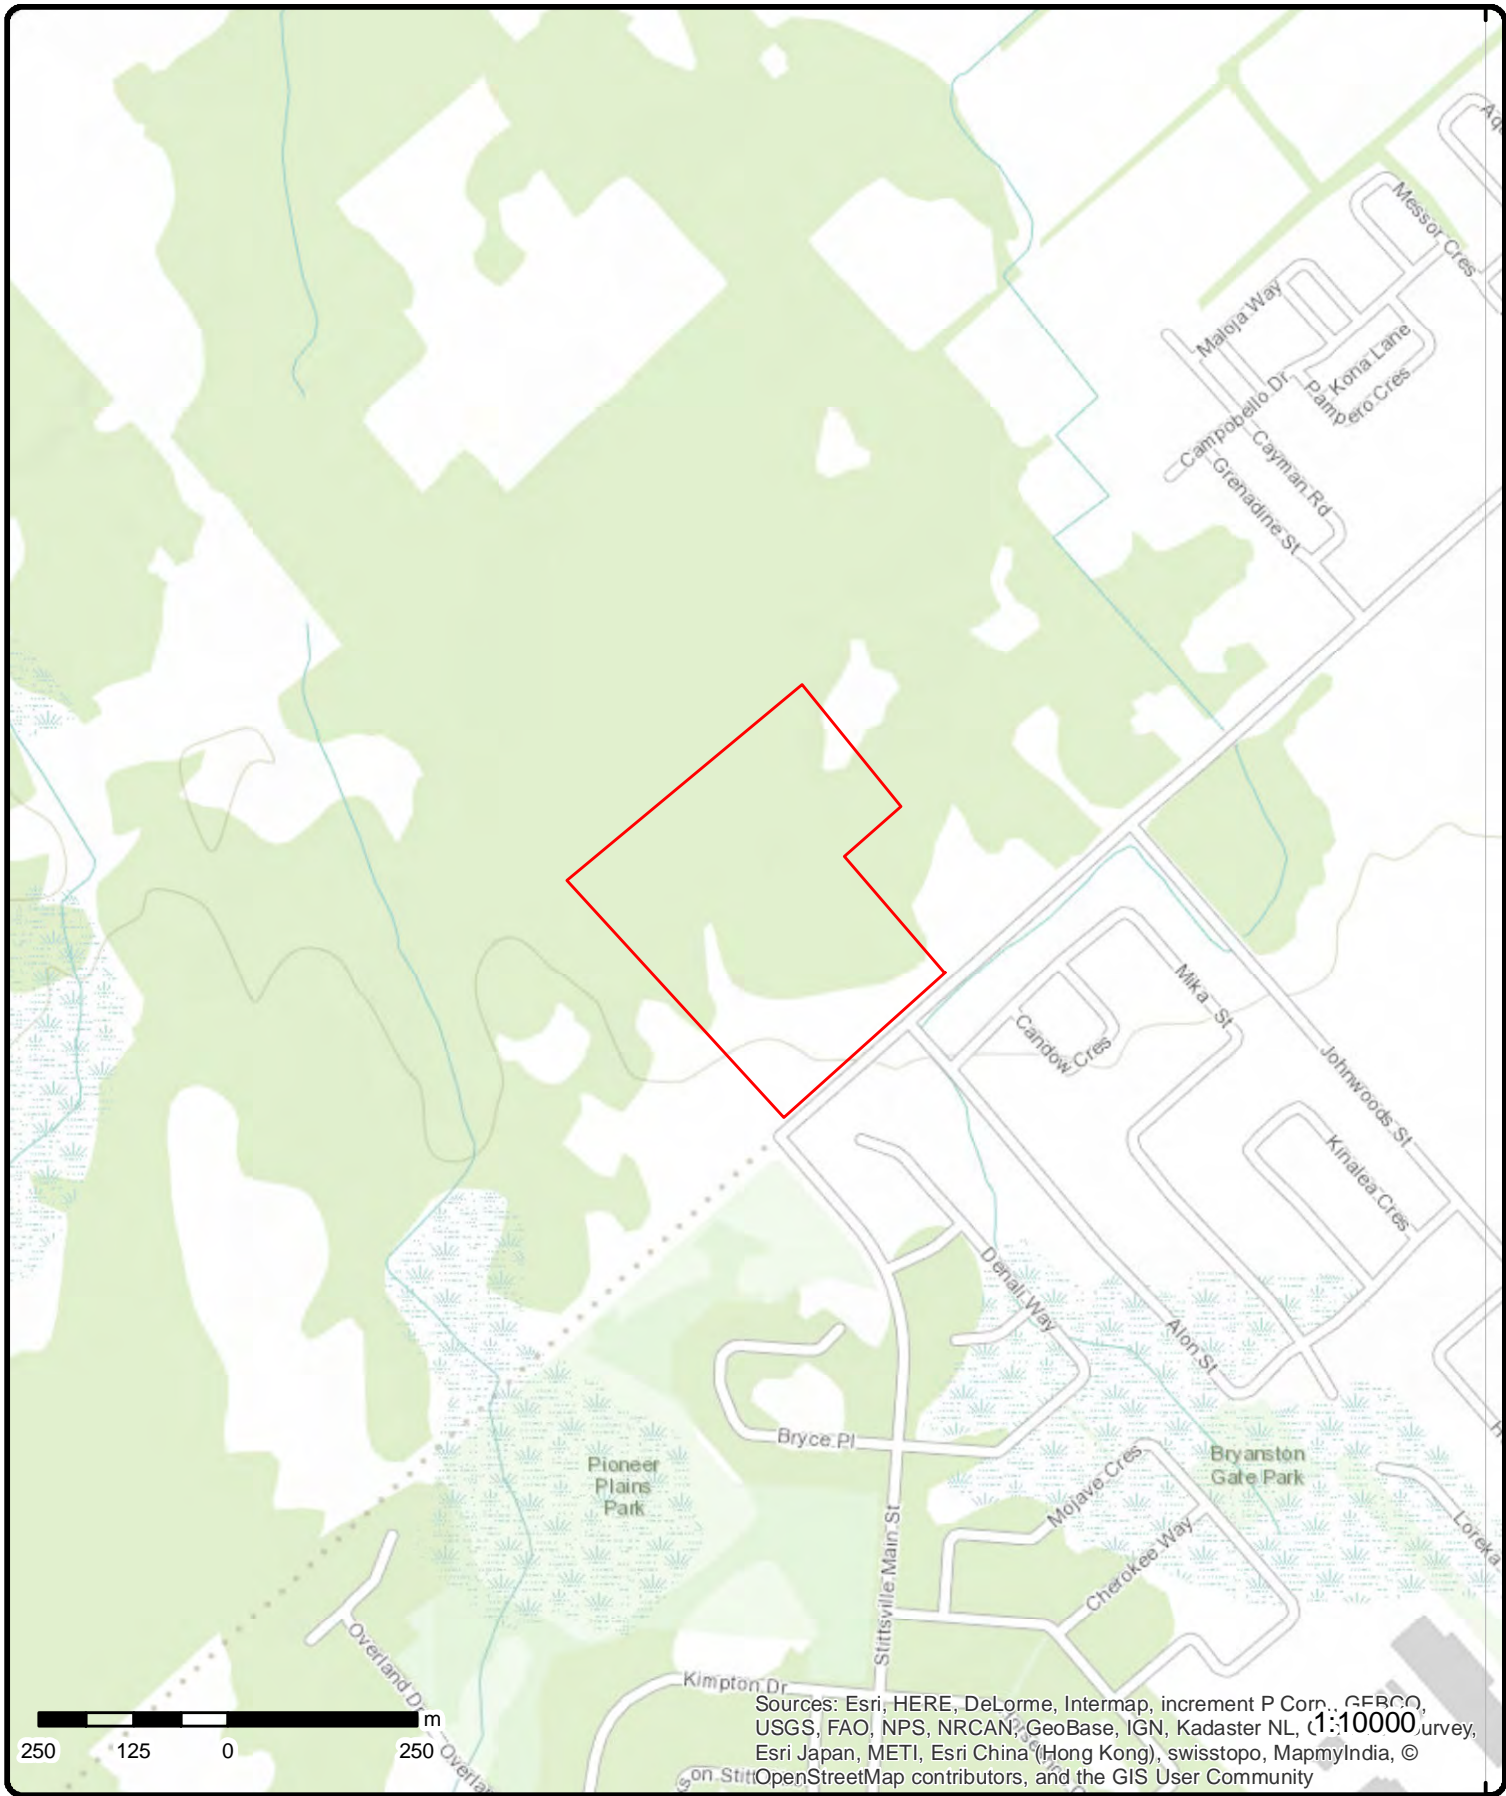 Messor Cres
Maloja Way
Kona Lane
Pampero Cres
Campobello Dr
Cayman Rd
Grenadine St
Mika St
Candow Cres
Johnwoods St
Kinalea Cres
Denali Way
Alon St
Bryce Pl
Pioneer
Plains
Park
Bryanston
Gate Park
Mojave Cres
Cherokee Way
Loreka
Stittsville Main St
Overland Dr
Kimpton Dr
m
250 125 0 250
Sources: Esri, HERE, DeLorme, Intermap, increment P Corp., GEBCO,
USGS, FAO, NPS, NRCAN, GeoBase, IGN, Kadaster NL, urvey,
1:10000
Esri Japan, METI, Esri China (Hong Kong), swisstopo, MapmyIndia, ©
OpenStreetMap contributors, and the GIS User Community